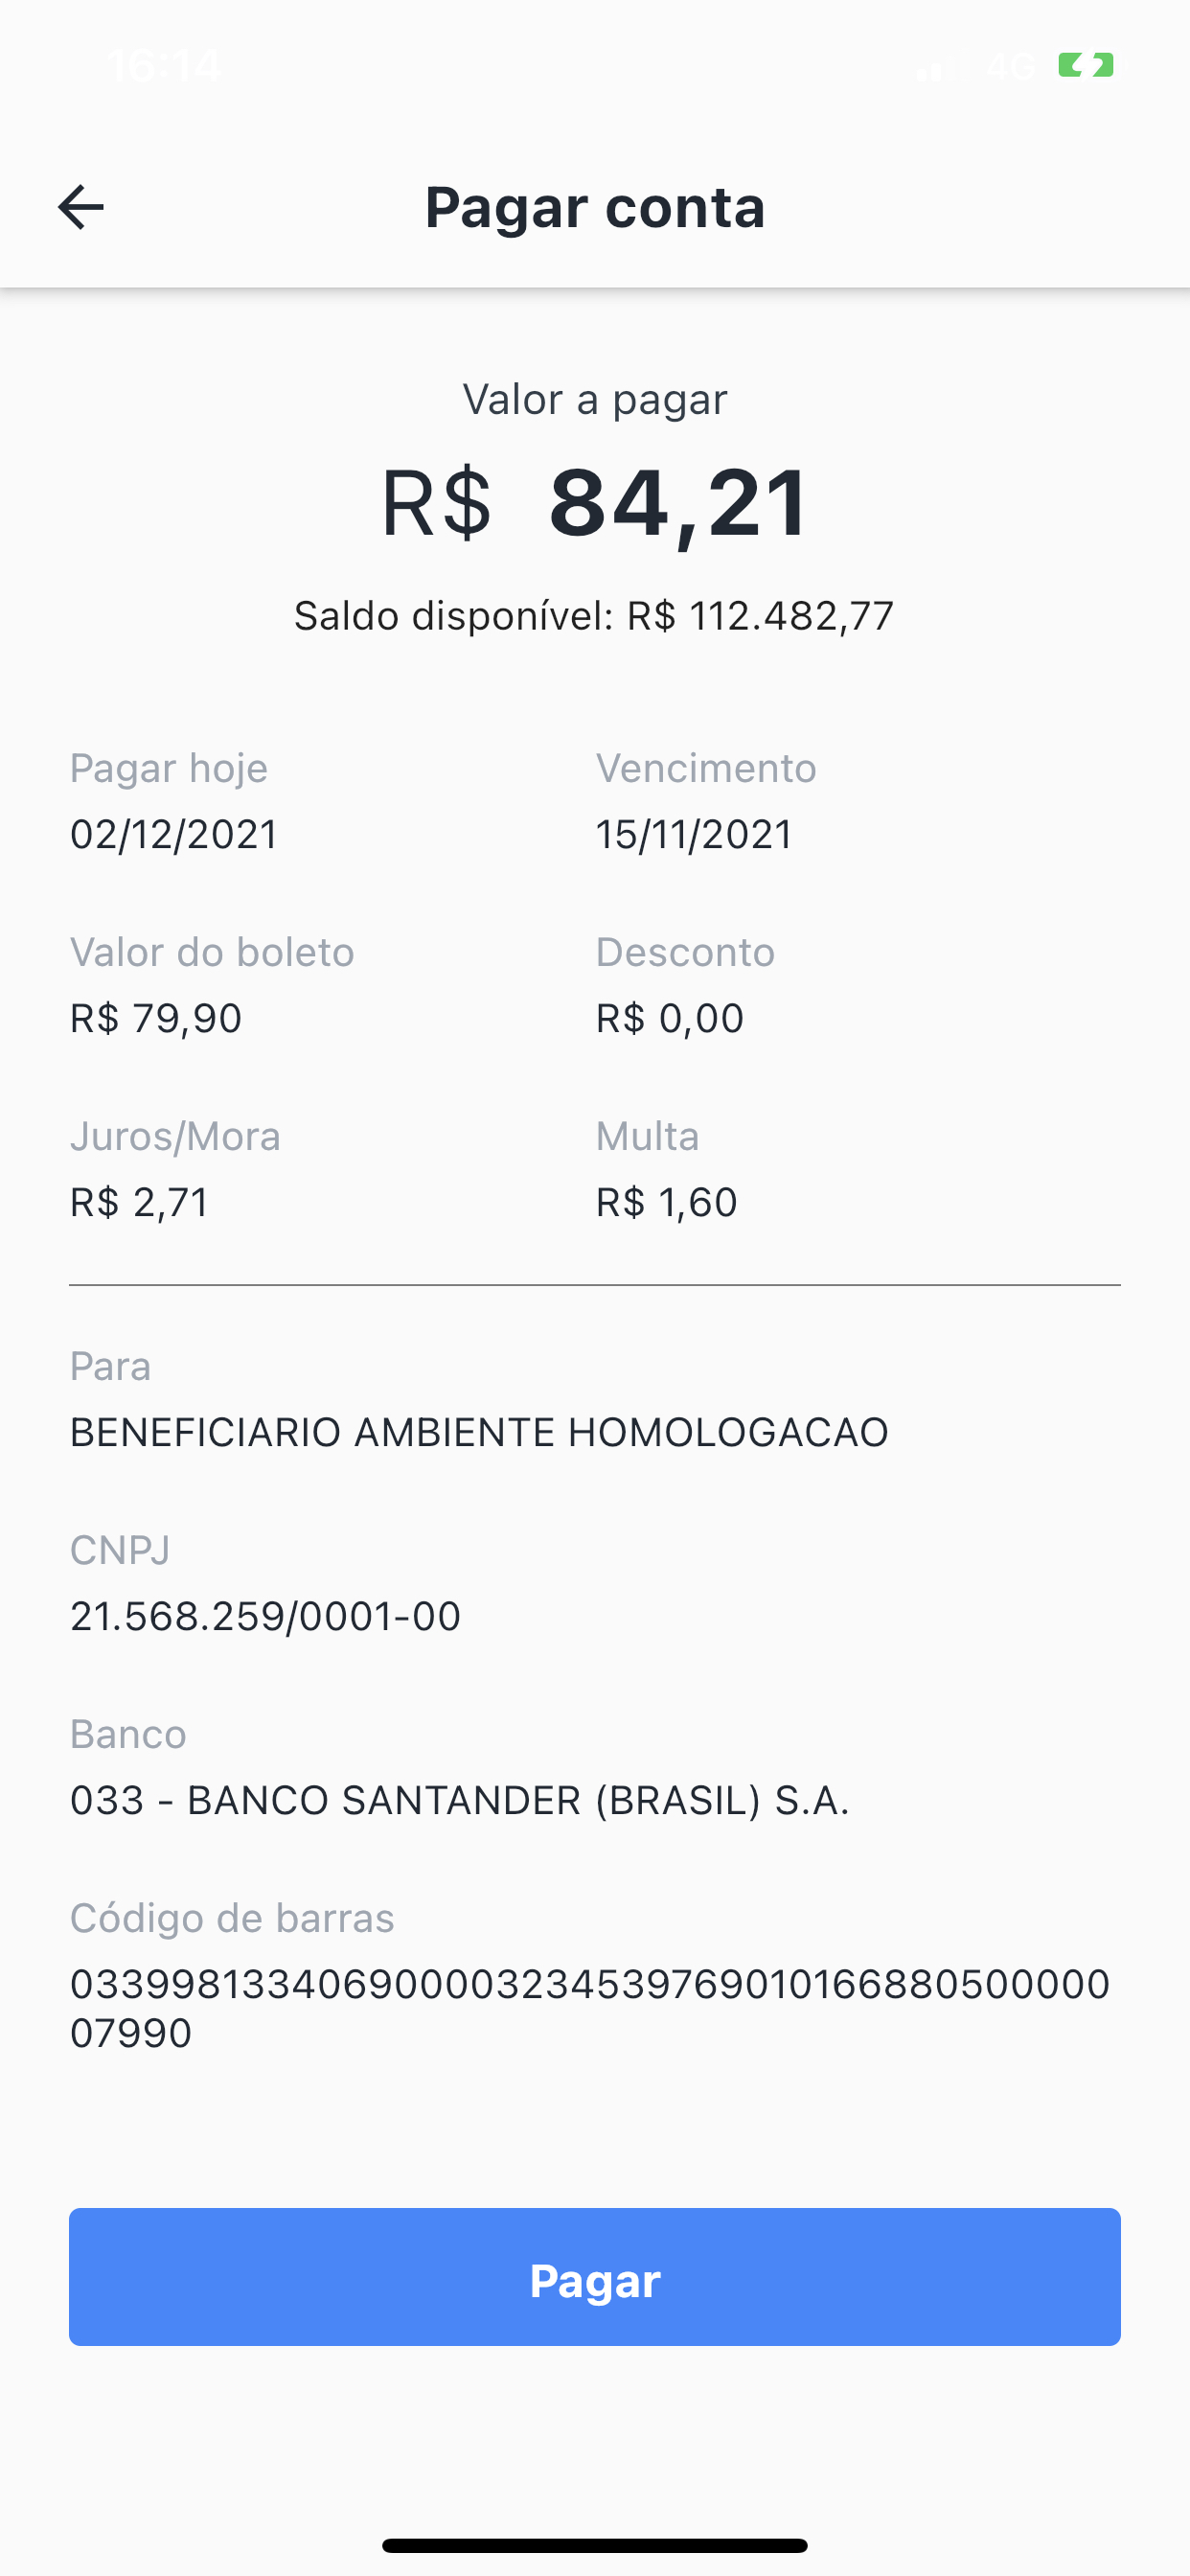 16:14 4G
Pagar conta
Valor a pagar
R$ 84,21
Saldo disponível: R$ 112.482,77
Pagar hoje Vencimento
02/12/2021 15/11/2021
Valor do boleto Desconto
R$ 79,90 R$ 0,00
Juros/Mora Multa
R$ 2,71 R$ 1,60
Para
BENEFICIARIO AMBIENTE HOMOLOGACAO
CNPJ
21.568.259/0001-00
Banco
033 - BANCO SANTANDER (BRASIL) S.A.
Código de barras
033998133406900003234539769010166880500000
07990
Pagar